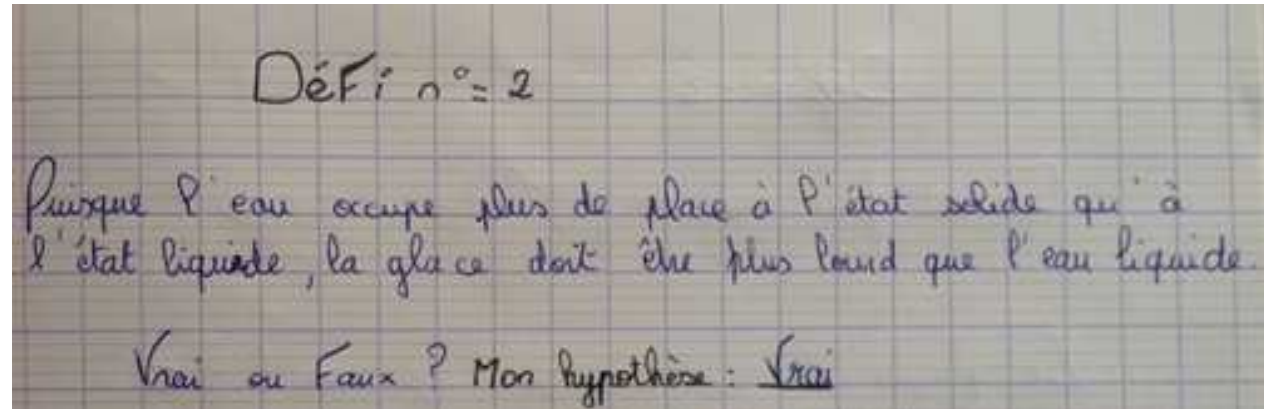 DéFi n°= 2
Puisque l'eau occupe plus de place à l'état solide qu'à
l'état liquide, la glace doit être plus lourd que l'eau liquide.
Vrai ou Faux ? Mon hypothèse : Vrai